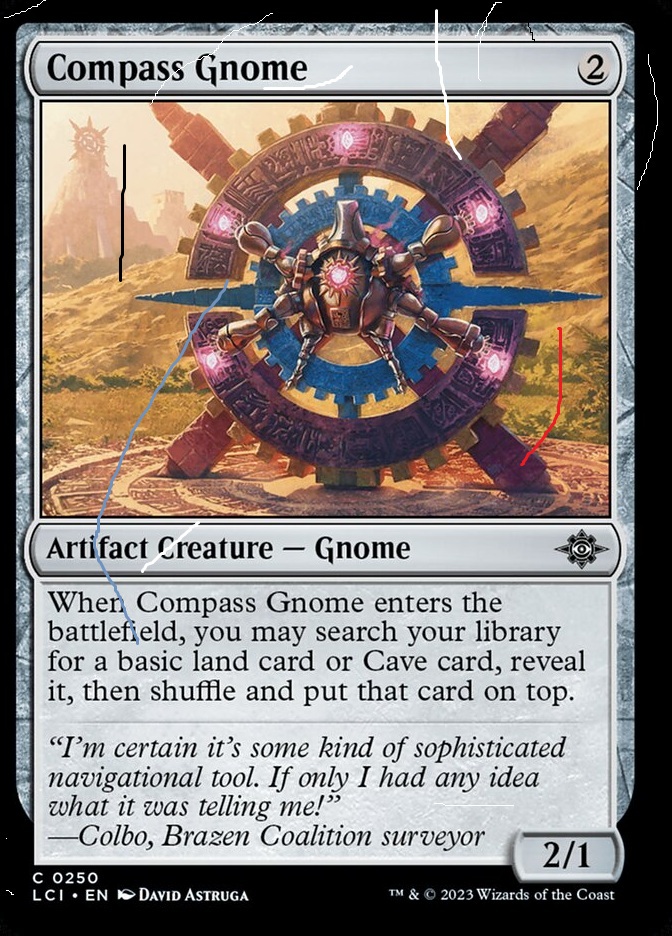 Compass Gnome 2
Artifact Creature — Gnome
When Compass Gnome enters the
battlefield, you may search your library
for a basic land card or Cave card, reveal
it, then shuffle and put that card on top.
“I’m certain it’s some kind of sophisticated
navigational tool. If only I had any idea
what it was telling me!”
—Colbo, Brazen Coalition surveyor
2/1
C 0250
LCI • EN David Astruga ™ & © 2023 Wizards of the Coast